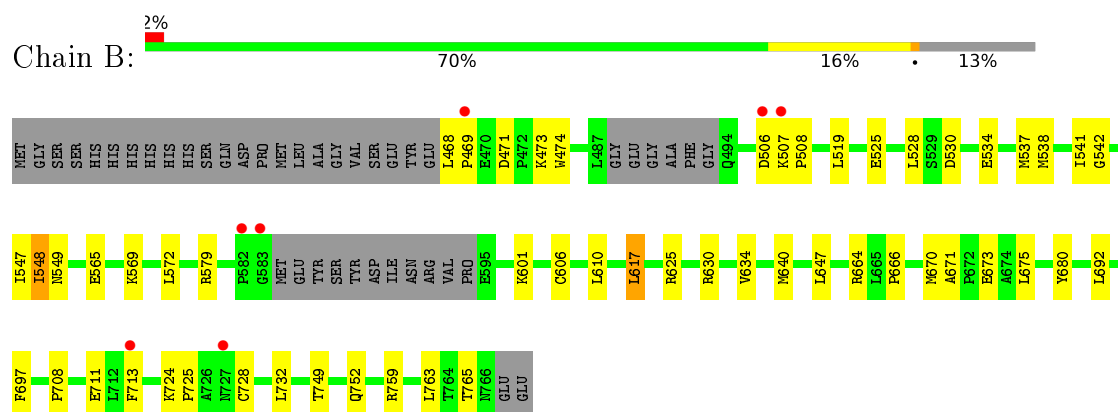 2%
Chain B: 70% 16% • 13%
MET GLY SER SER HIS HIS HIS HIS HIS HIS SER GLN ASP PRO MET LEU ALA GLY VAL SER GLU TYR GLU L468 P469 E470 D471 P472 K473 W474 L487 GLY GLU GLY ALA PHE GLY Q494 D506 K507 P508 L519 E525 L528 S529 D530 E534 M537 M538 I541 G542
I547 I548 N549 E565 K569 L572 R579 P582 G583 MET GLU TYR SER TYR ASP ILE ASN ARG VAL PRO E595 K601 C606 L610 L617 R625 R630 V634 M640 L647 R664 L665 P666 M670 A671 P672 E673 A674 L675 Y680 L692
F697 P708 E711 L712 F713 K724 P725 A726 N727 C728 L732 T749 Q752 R759 L763 T764 T765 N766 GLU GLU